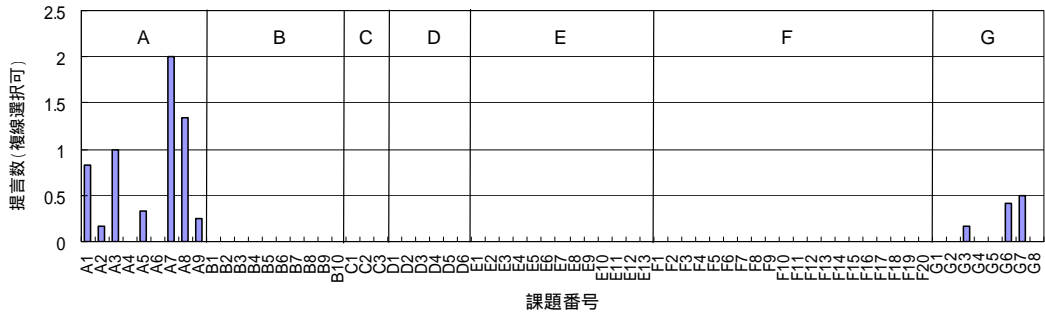 2.5
A B C D E F G
2
1.5
1
0.5
0
提言数(複線選択可)
A1 A2 A3 A4 A5 A6 A7 A8 A9 B1 B2 B3 B4 B5 B6 B7 B8 B9 B10 C1 C2 C3 D1 D2 D3 D4 D5 D6 E1 E2 E3 E4 E5 E6 E7 E8 E9 E10 E11 E12 E13 F1 F2 F3 F4 F5 F6 F7 F8 F9 F10 F11 F12 F13 F14 F15 F16 F17 F18 F19 F20 G1 G2 G3 G4 G5 G6 G7 G8
課題番号